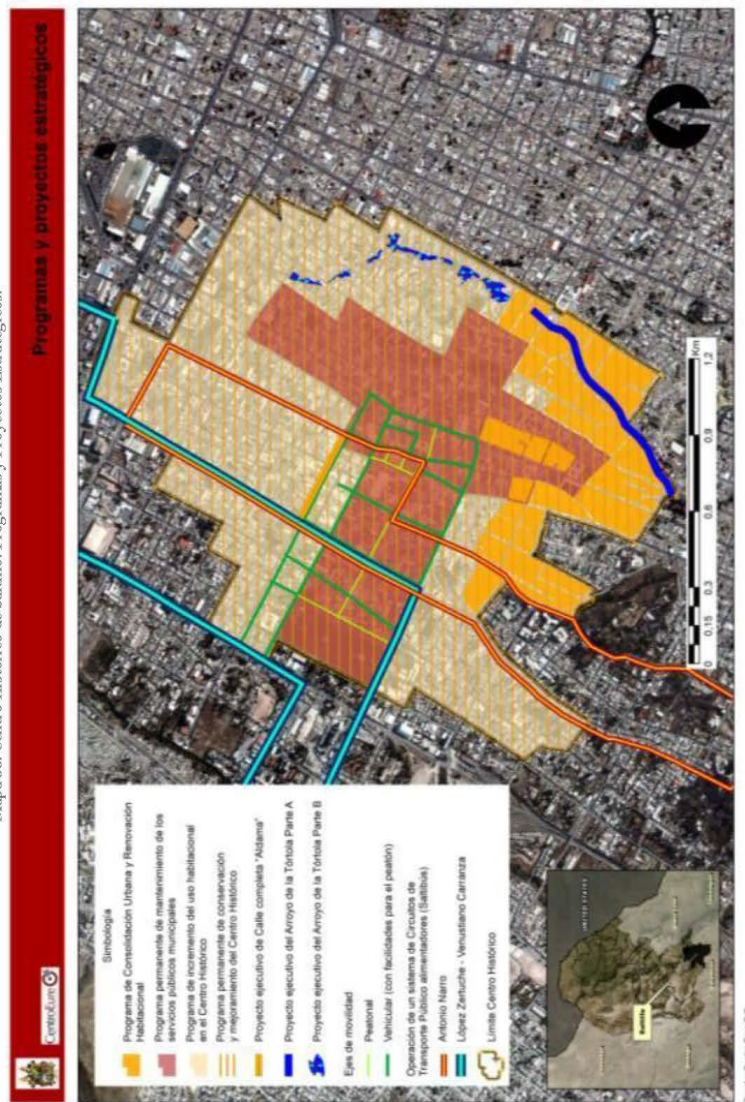 Programas y proyectos estratégicos
CentroEure
Simbología
Programa de Consolidación Urbana y Renovación
Habitacional
Programa permanente de mantenimiento de los
servicios públicos municipales
Programa de incremento del uso habitacional
en el Centro Histórico
Programa permanente de conservación
y mejoramiento del Centro Histórico
Proyecto ejecutivo de Calle completa "Aldama"
Proyecto ejecutivo del Arroyo de la Tórtola Parte A
Proyecto ejecutivo del Arroyo de la Tórtola Parte B
Ejes de movilidad
Peatonal
Vehicular (con facilidades para el peatón)
Operación de un sistema de Circuitos de
Transporte Público alimentadores (Saltibús)
Antonio Narro
López Zertuche - Venustiano Carranza
Límite Centro Histórico
UNITED STATES
Saltillo
Km
0 0.15 0.3 0.6 0.9 1.2